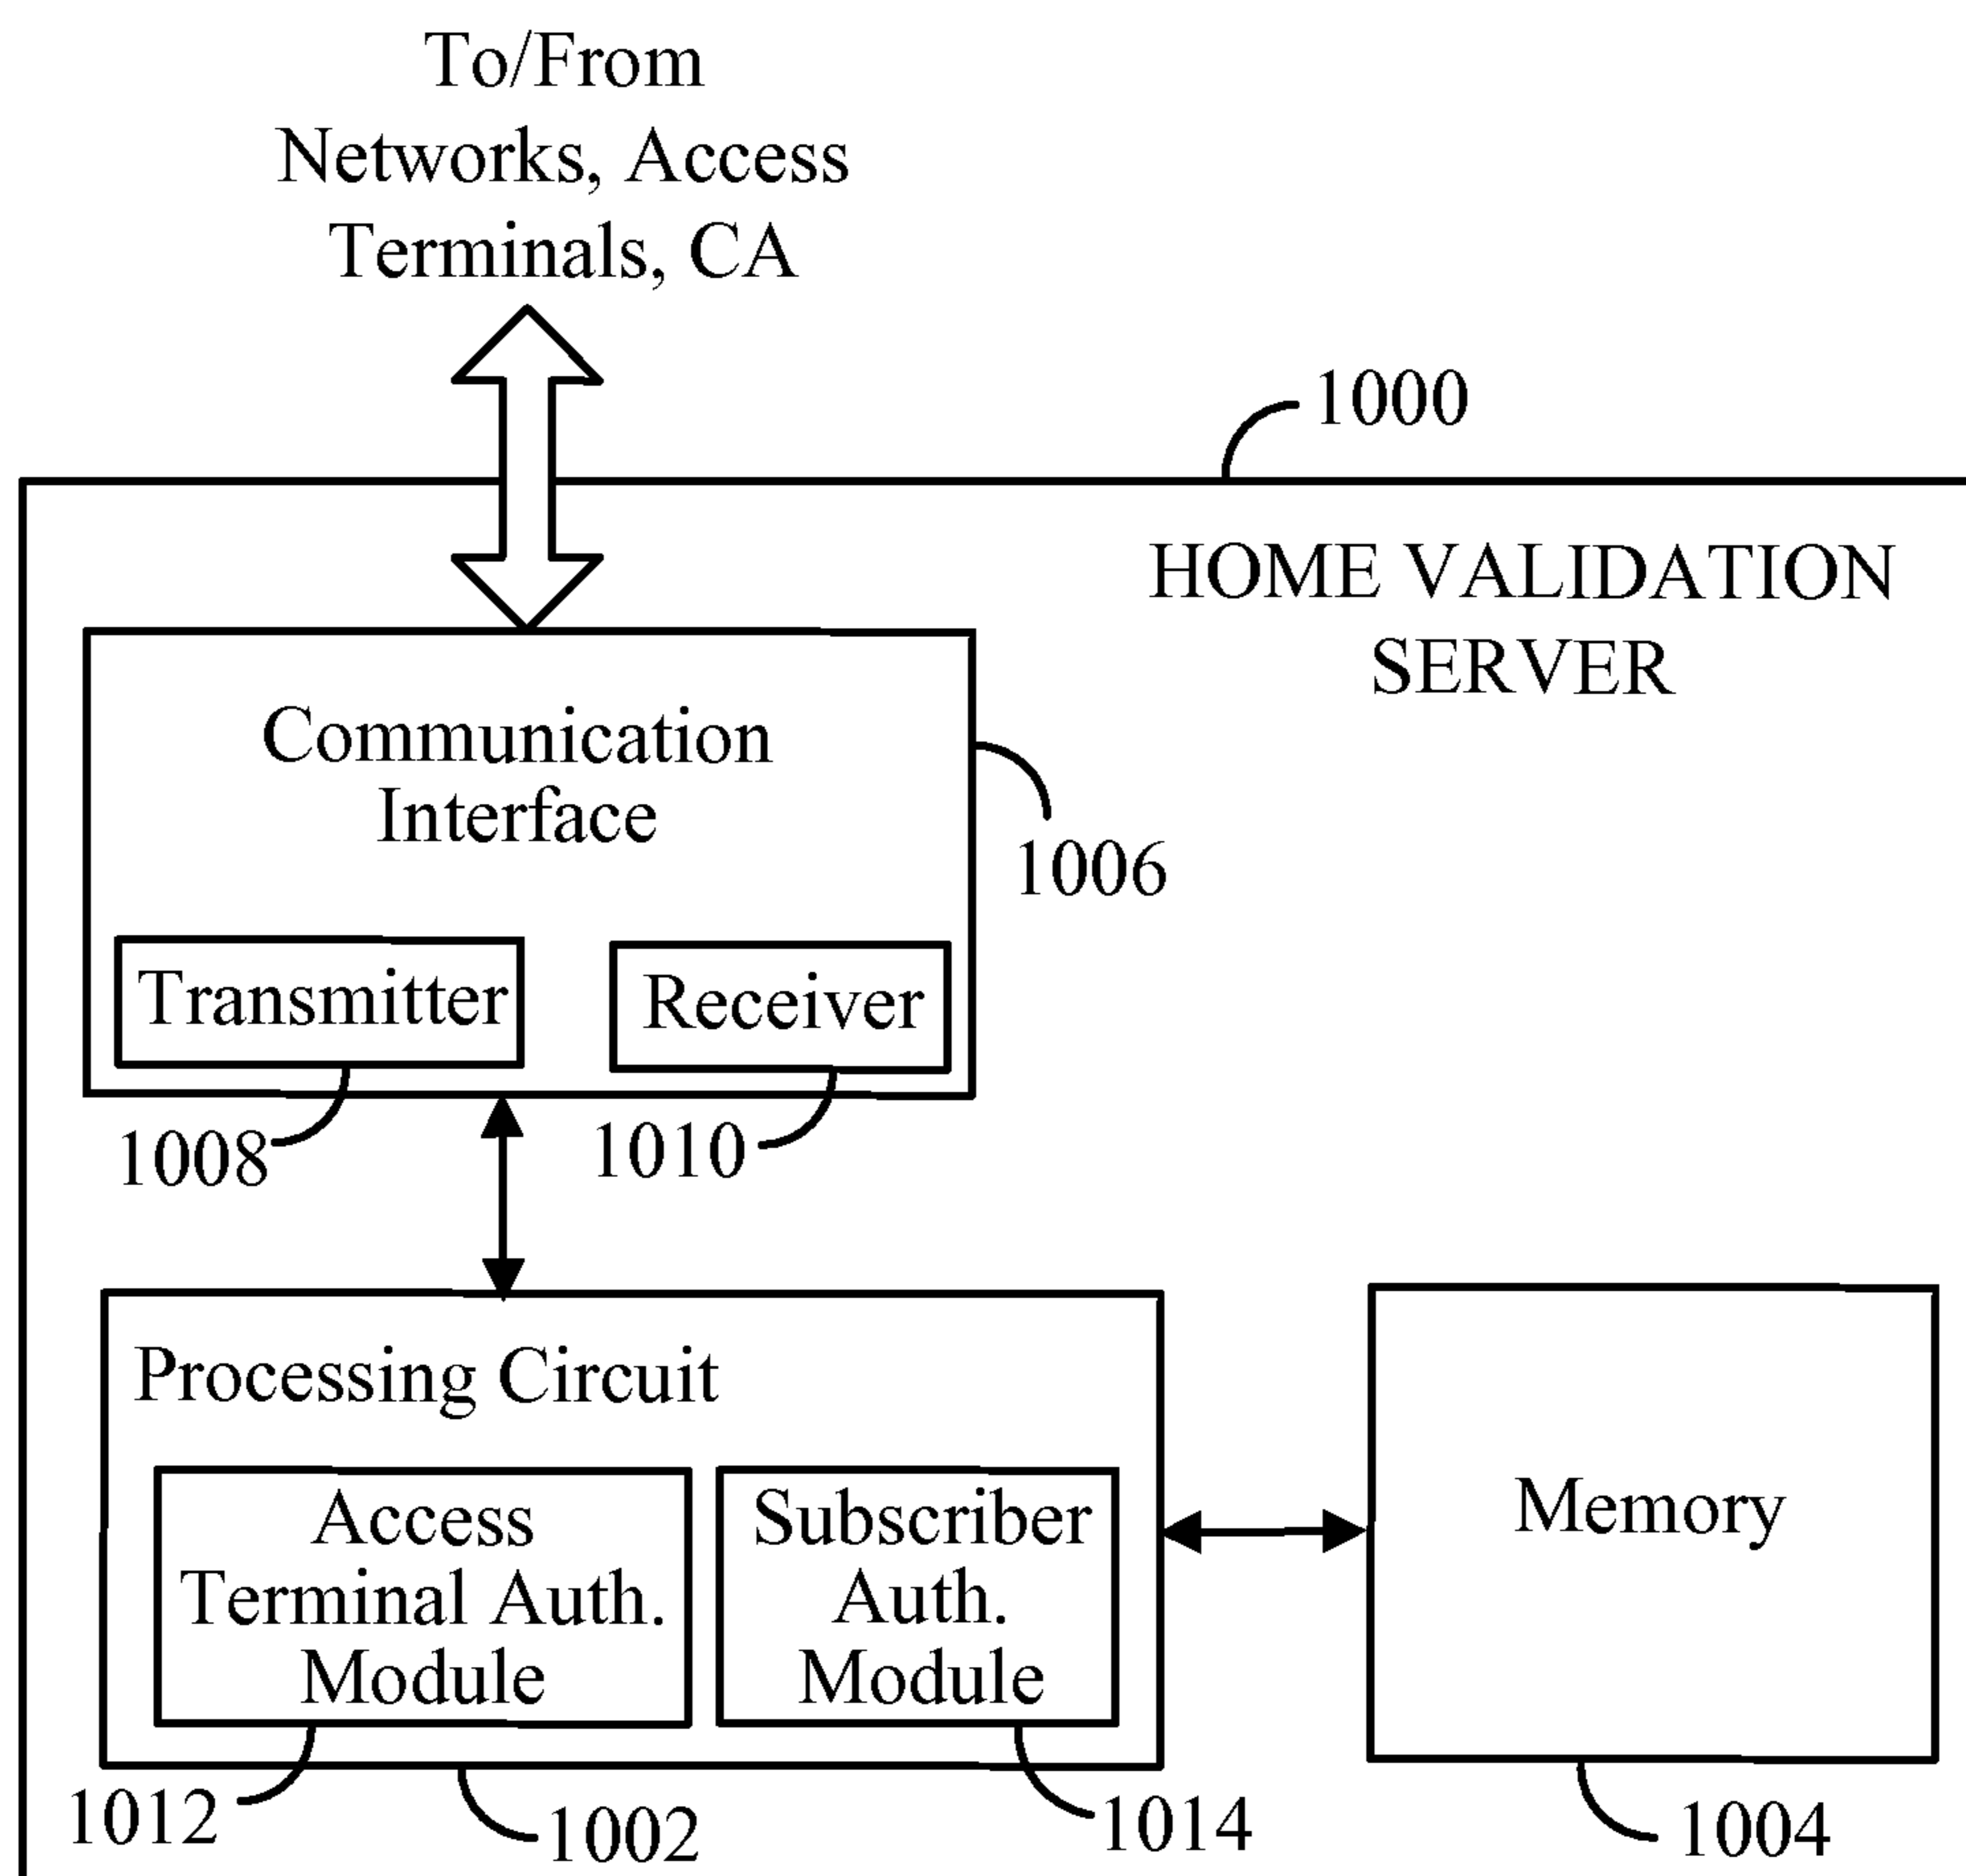 To/From
Networks, Access
Terminals, CA
1000
HOME VALIDATION
SERVER
Communication
Interface
1006
Transmitter
Receiver
1008
1010
Processing Circuit
Access
Terminal Auth.
Module
Subscriber
Auth.
Module
Memory
1012
1002
1014
1004